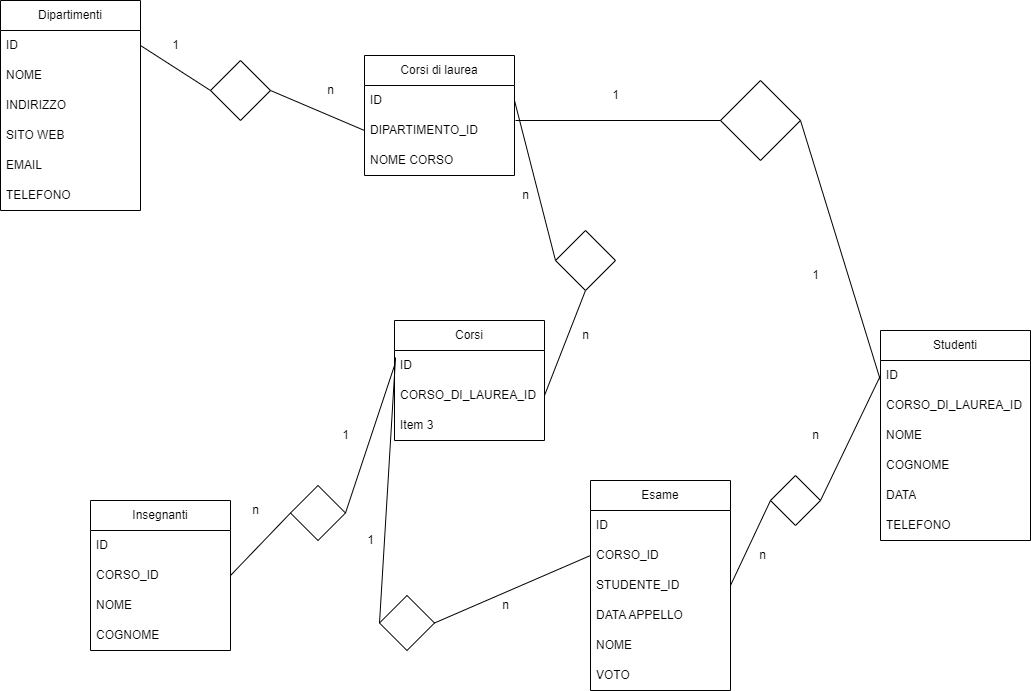 Dipartimenti
ID
NOME
INDIRIZZO
SITO WEB
EMAIL
TELEFONO
1
n
Corsi di laurea
ID
DIPARTIMENTO_ID
NOME CORSO
1
1
n
n
Corsi
ID
CORSO_DI_LAUREA_ID
Item 3
Studenti
ID
CORSO_DI_LAUREA_ID
NOME
COGNOME
DATA
TELEFONO
1
n
Insegnanti
ID
CORSO_ID
NOME
COGNOME
1
n
Esame
ID
CORSO_ID
STUDENTE_ID
DATA APPELLO
NOME
VOTO
n
n